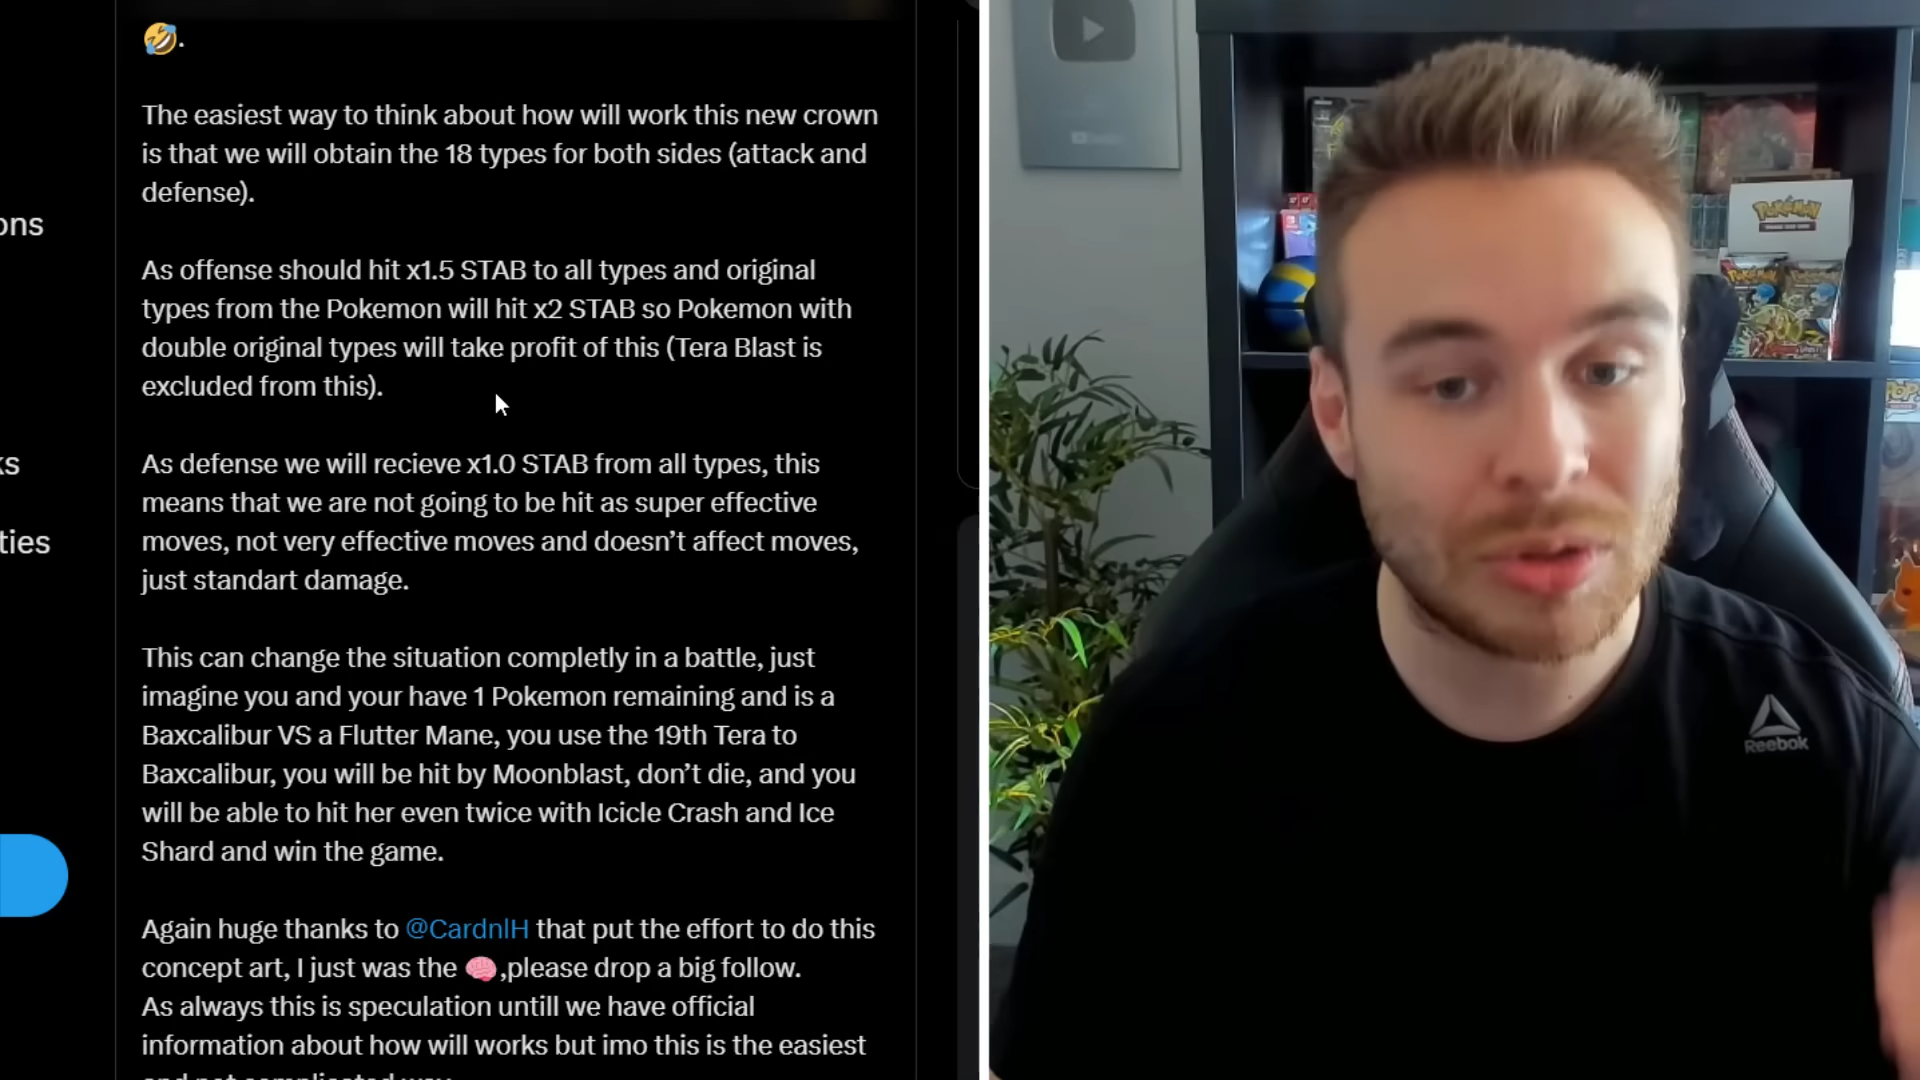 🤣.
The easiest way to think about how will work this new crown
is that we will obtain the 18 types for both sides (attack and
defense).
As offense should hit x1.5 STAB to all types and original
types from the Pokemon will hit x2 STAB so Pokemon with
double original types will take profit of this (Tera Blast is
excluded from this).
As defense we will recieve x1.0 STAB from all types, this
means that we are not going to be hit as super effective
moves, not very effective moves and doesn’t affect moves,
just standart damage.
This can change the situation completly in a battle, just
imagine you and your have 1 Pokemon remaining and is a
Baxcalibur VS a Flutter Mane, you use the 19th Tera to
Baxcalibur, you will be hit by Moonblast, don’t die, and you
will be able to hit her even twice with Icicle Crash and Ice
Shard and win the game.
Again huge thanks to @CardnlH that put the effort to do this
concept art, I just was the 🧠,please drop a big follow.
As always this is speculation untill we have official
information about how will works but imo this is the easiest
and not complicated way.
ons
ks
ties
Pokémon
Pokémon
Pokémon
POP
Reebok